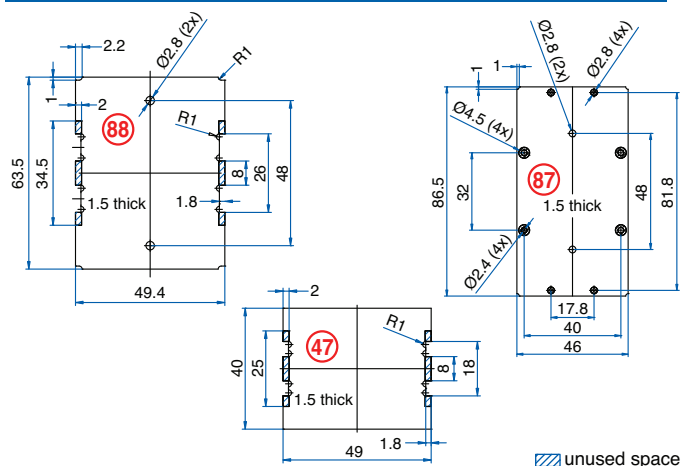 2.2
Ø2.8 (2x)
R1
1
2
88
R1
63.5
34.5
8
26
48
1.5 thick
1.8
49.4
2
R1
47
40
25
8
18
1.5 thick
1.8
49
Ø2.8 (2x)
Ø2.8 (4x)
1
1
Ø4.5 (4x)
87
86.5
32
48
81.8
1.5 thick
Ø2.4 (4x)
17.8
40
46
unused space